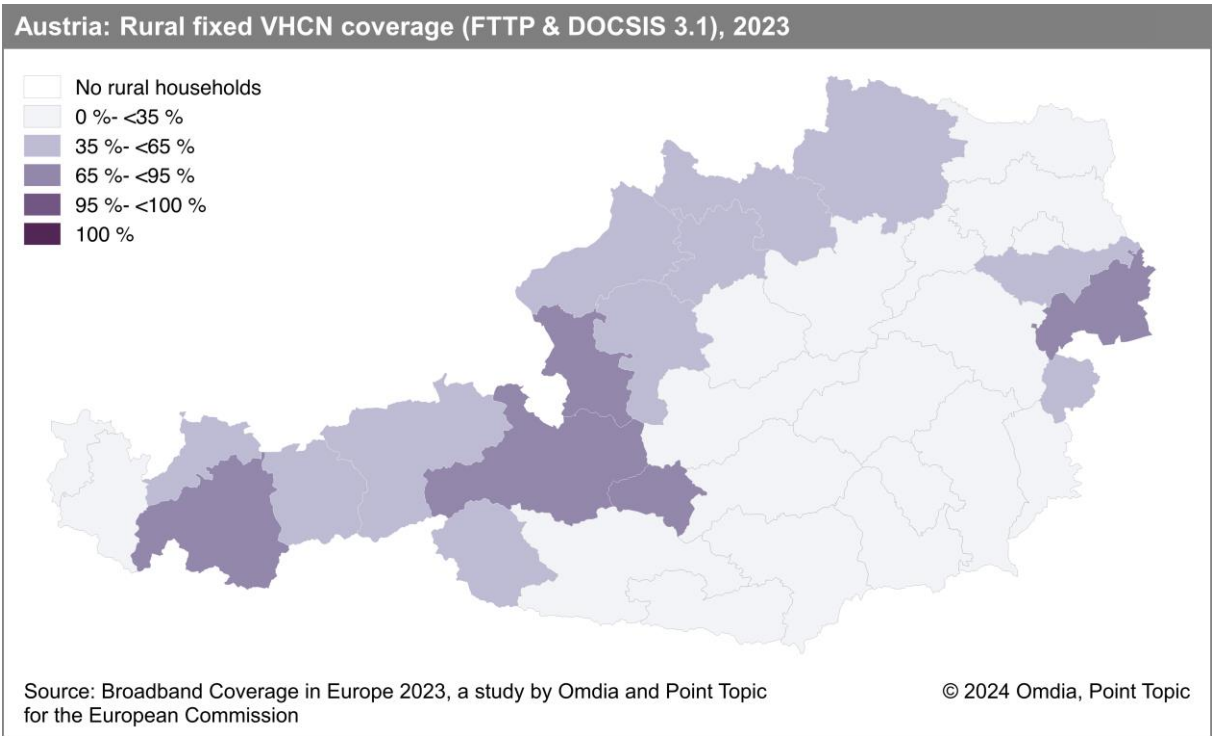 Austria: Rural fixed VHCN coverage (FTTP & DOCSIS 3.1), 2023
No rural households
0 %- <35 %
35 %- <65 %
65 %- <95 %
95 %- <100 %
100 %
Source: Broadband Coverage in Europe 2023, a study by Omdia and Point Topic
for the European Commission
© 2024 Omdia, Point Topic